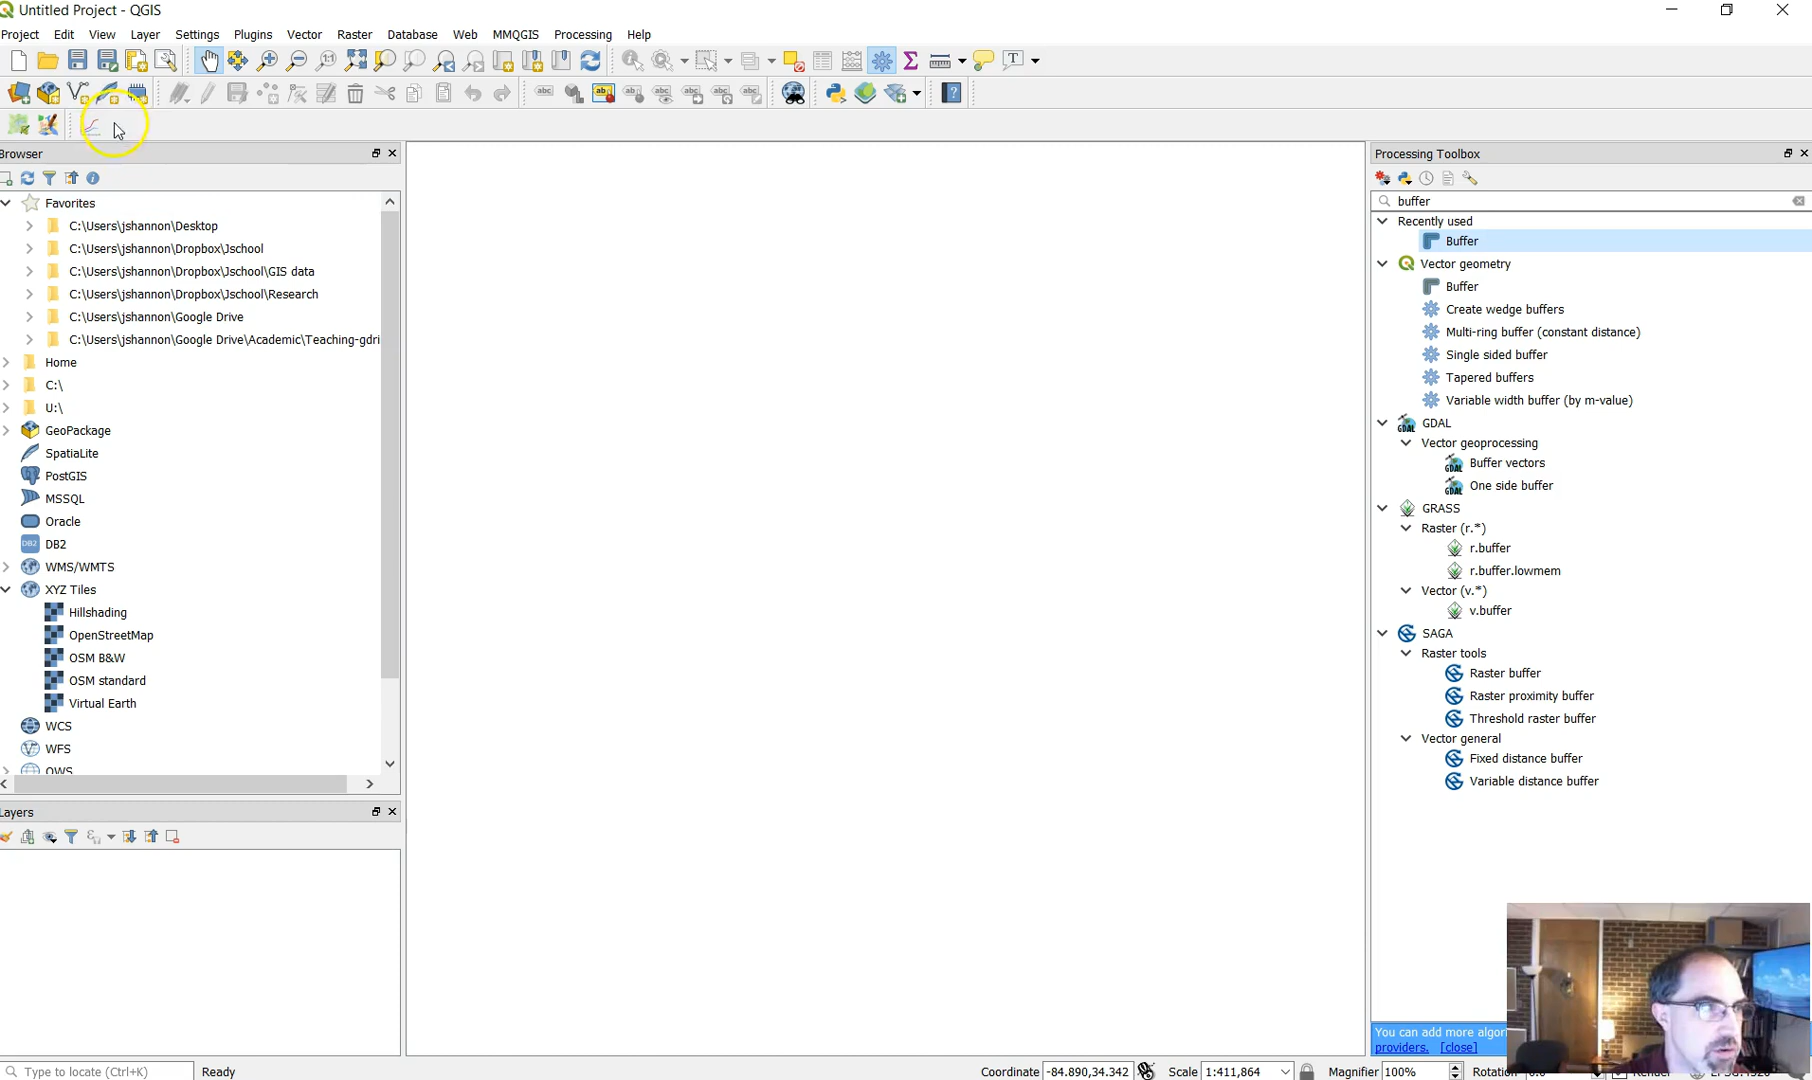 Untitled Project - QGIS
Project Edit View Layer Settings Plugins Vector Raster Database Web MMQGIS Processing Help
Browser
Favorites
C:\Users\jshannon\Desktop
C:\Users\jshannon\Dropbox\Jschool
C:\Users\jshannon\Dropbox\Jschool\GIS data
C:\Users\jshannon\Dropbox\Jschool\Research
C:\Users\jshannon\Google Drive
C:\Users\jshannon\Google Drive\Academic\Teaching-gdri
Home
C:\
U:\
GeoPackage
SpatiaLite
PostGIS
MSSQL
Oracle
DB2
WMS/WMTS
XYZ Tiles
Hillshading
OpenStreetMap
OSM B&W
OSM standard
Virtual Earth
WCS
WFS
OWS
Layers
Processing Toolbox
buffer
Recently used
Buffer
Vector geometry
Buffer
Create wedge buffers
Multi-ring buffer (constant distance)
Single sided buffer
Tapered buffers
Variable width buffer (by m-value)
GDAL
Vector geoprocessing
Buffer vectors
One side buffer
GRASS
Raster (r.*)
r.buffer
r.buffer.lowmem
Vector (v.*)
v.buffer
SAGA
Raster tools
Raster buffer
Raster proximity buffer
Threshold raster buffer
Vector general
Fixed distance buffer
Variable distance buffer
You can add more algor
providers. [close]
Type to locate (Ctrl+K) Ready Coordinate -84.890,34.342 Scale 1:411,864 Magnifier 100% Rotation